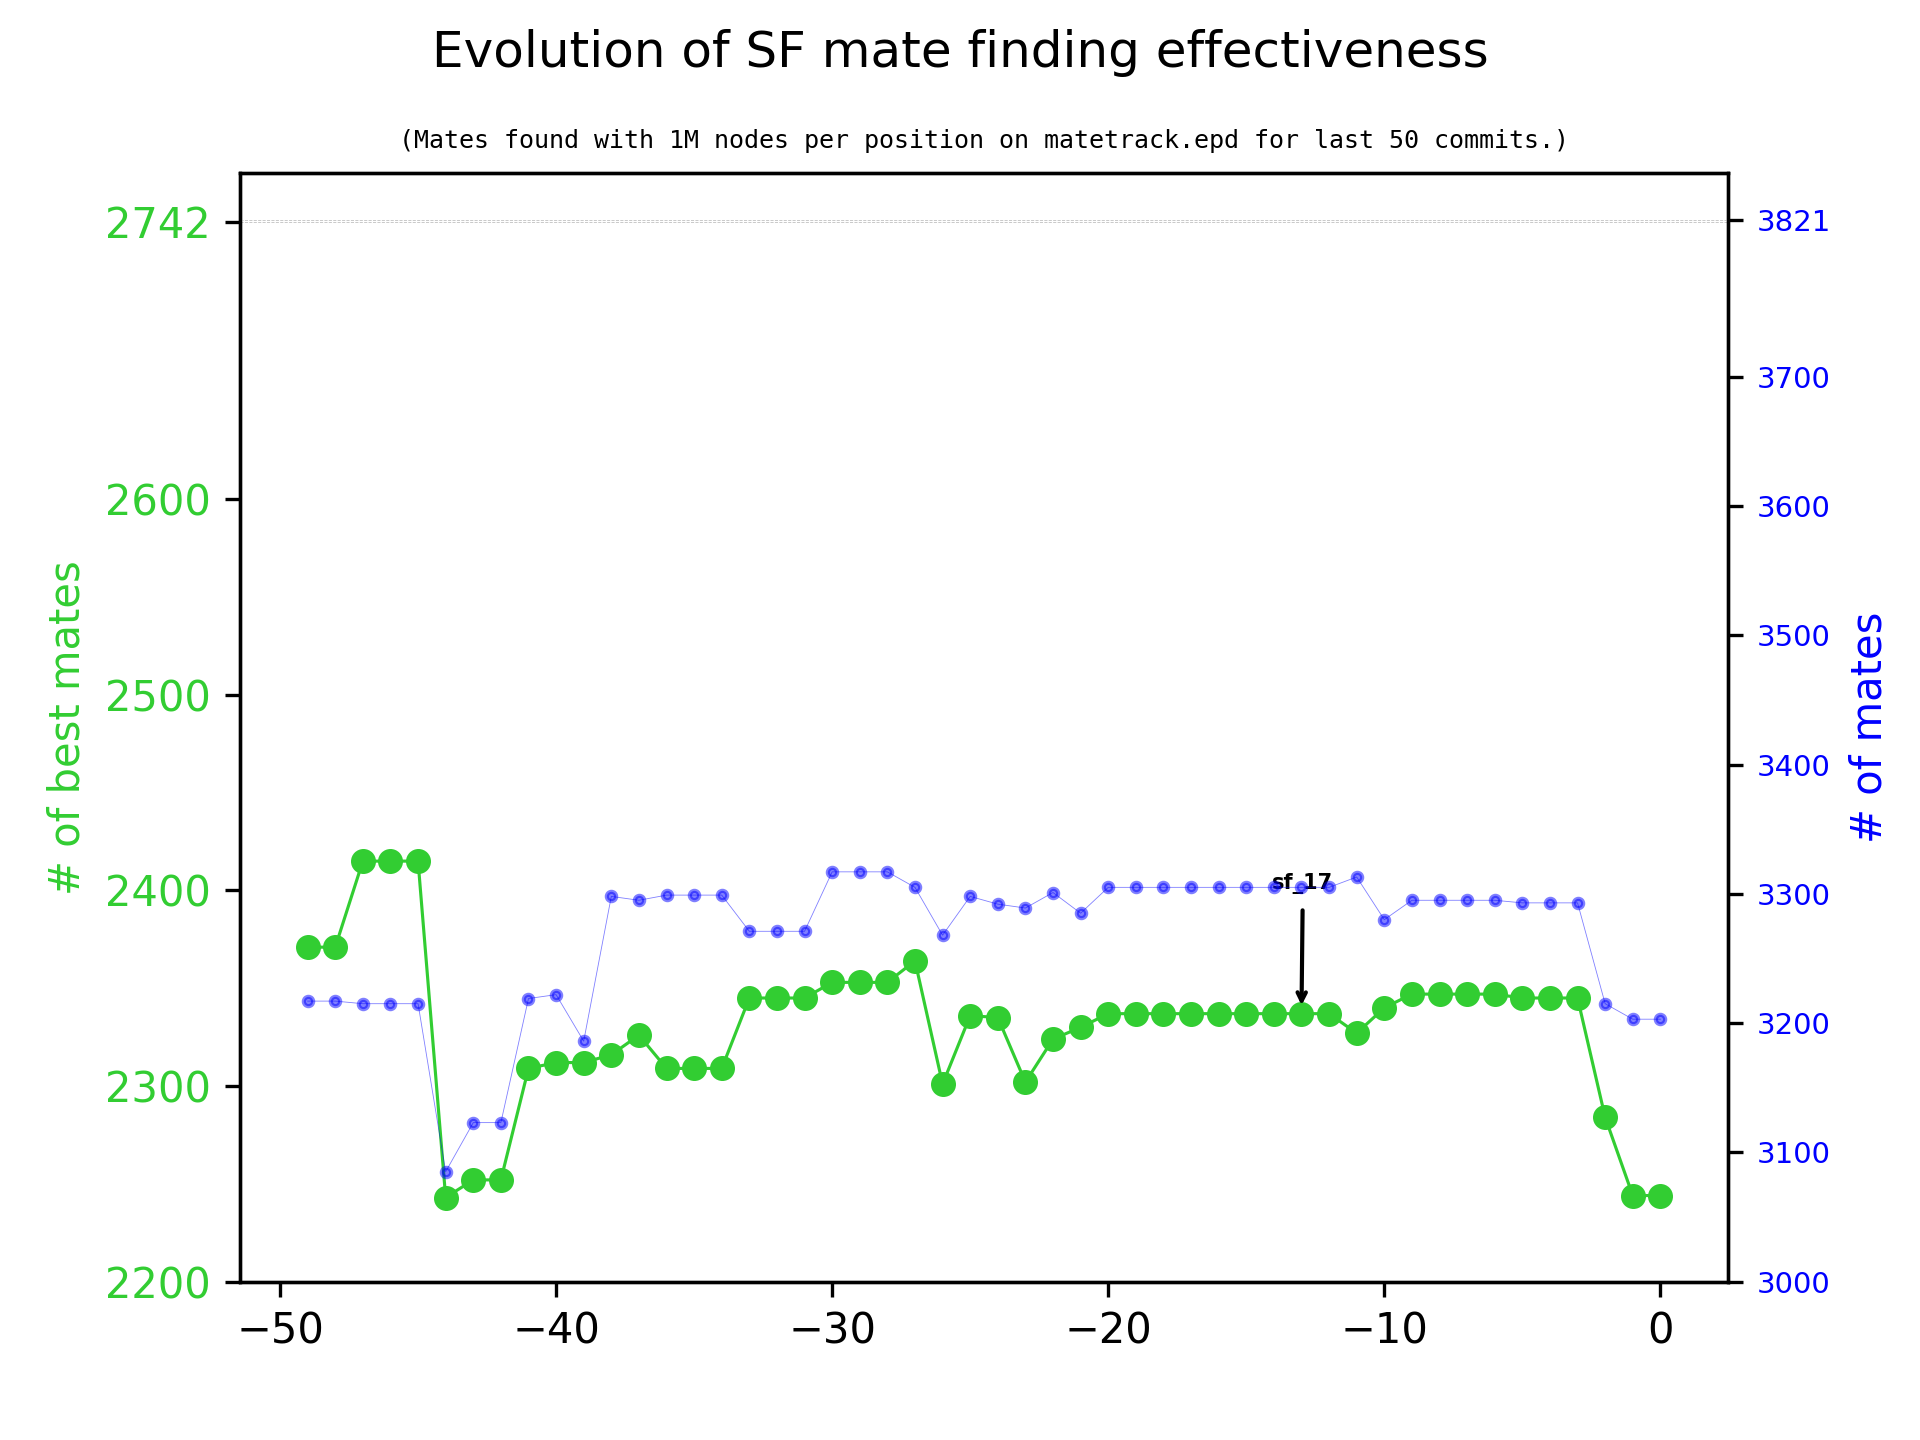 Evolution of SF mate finding effectiveness
(Mates found with 1M nodes per position on matetrack.epd for last 50 commits.)
# of best mates
2742
2600
2500
2400
2300
2200
sf_17
3821
3700
3600
3500
3400
3300
3200
3100
3000
# of mates
−50 −40 −30 −20 −10 0